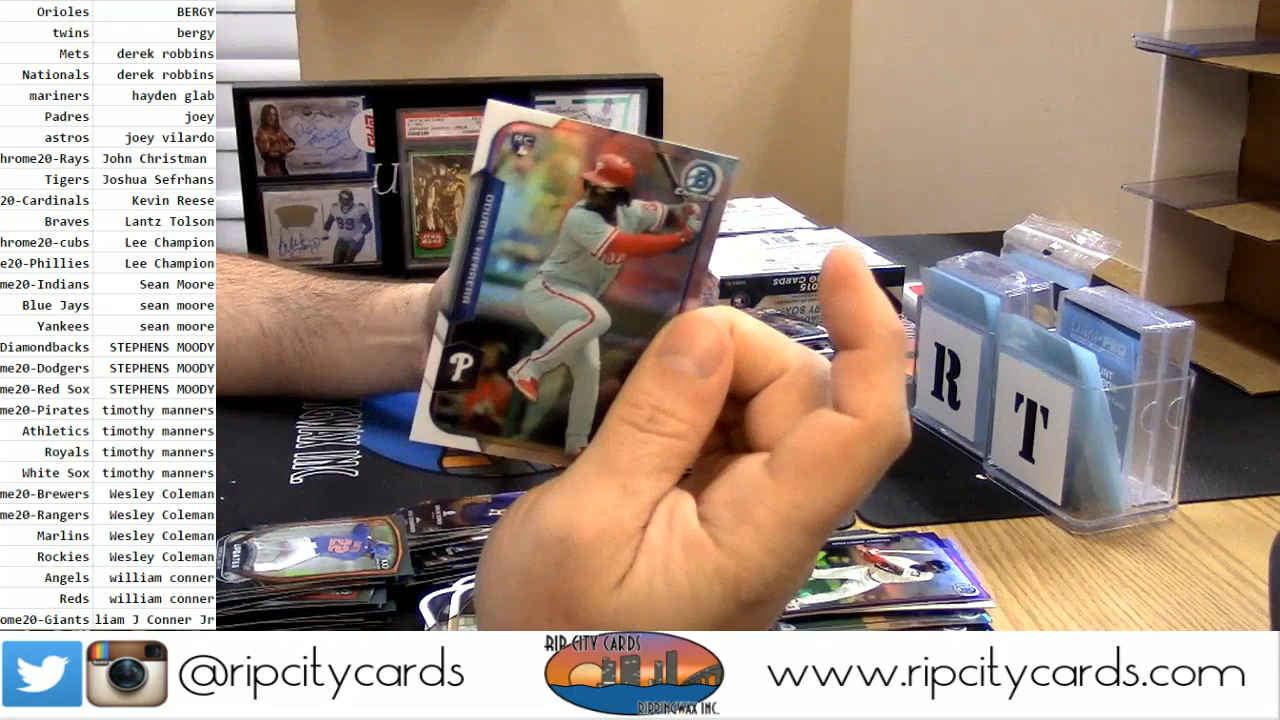 Orioles BERGY
twins bergy
Mets derek robbins
Nationals derek robbins
mariners hayden glab
Padres joey
astros joey vilardo
hrome20-Rays John Christman
Tigers Joshua Sefrhans
20-Cardinals Kevin Reese
Braves Lantz Tolson
hrome20-cubs Lee Champion
e20-Phillies Lee Champion
me20-Indians Sean Moore
Blue Jays sean moore
Yankees sean moore
Diamondbacks STEPHENS MOODY
me20-Dodgers STEPHENS MOODY
me20-Red Sox STEPHENS MOODY
me20-Pirates timothy manners
Athletics timothy manners
Royals timothy manners
White Sox timothy manners
me20-Brewers Wesley Coleman
me20-Rangers Wesley Coleman
Marlins Wesley Coleman
Rockies Wesley Coleman
Angels william conner
Reds william conner
ome20-Giants liam J Conner Jr
RC
ODUBEL HERRERA
P
B
2015
R
T
@ripcitycards
RIP CITY CARDS
RIPPINGWAX INC.
www.ripcitycards.com